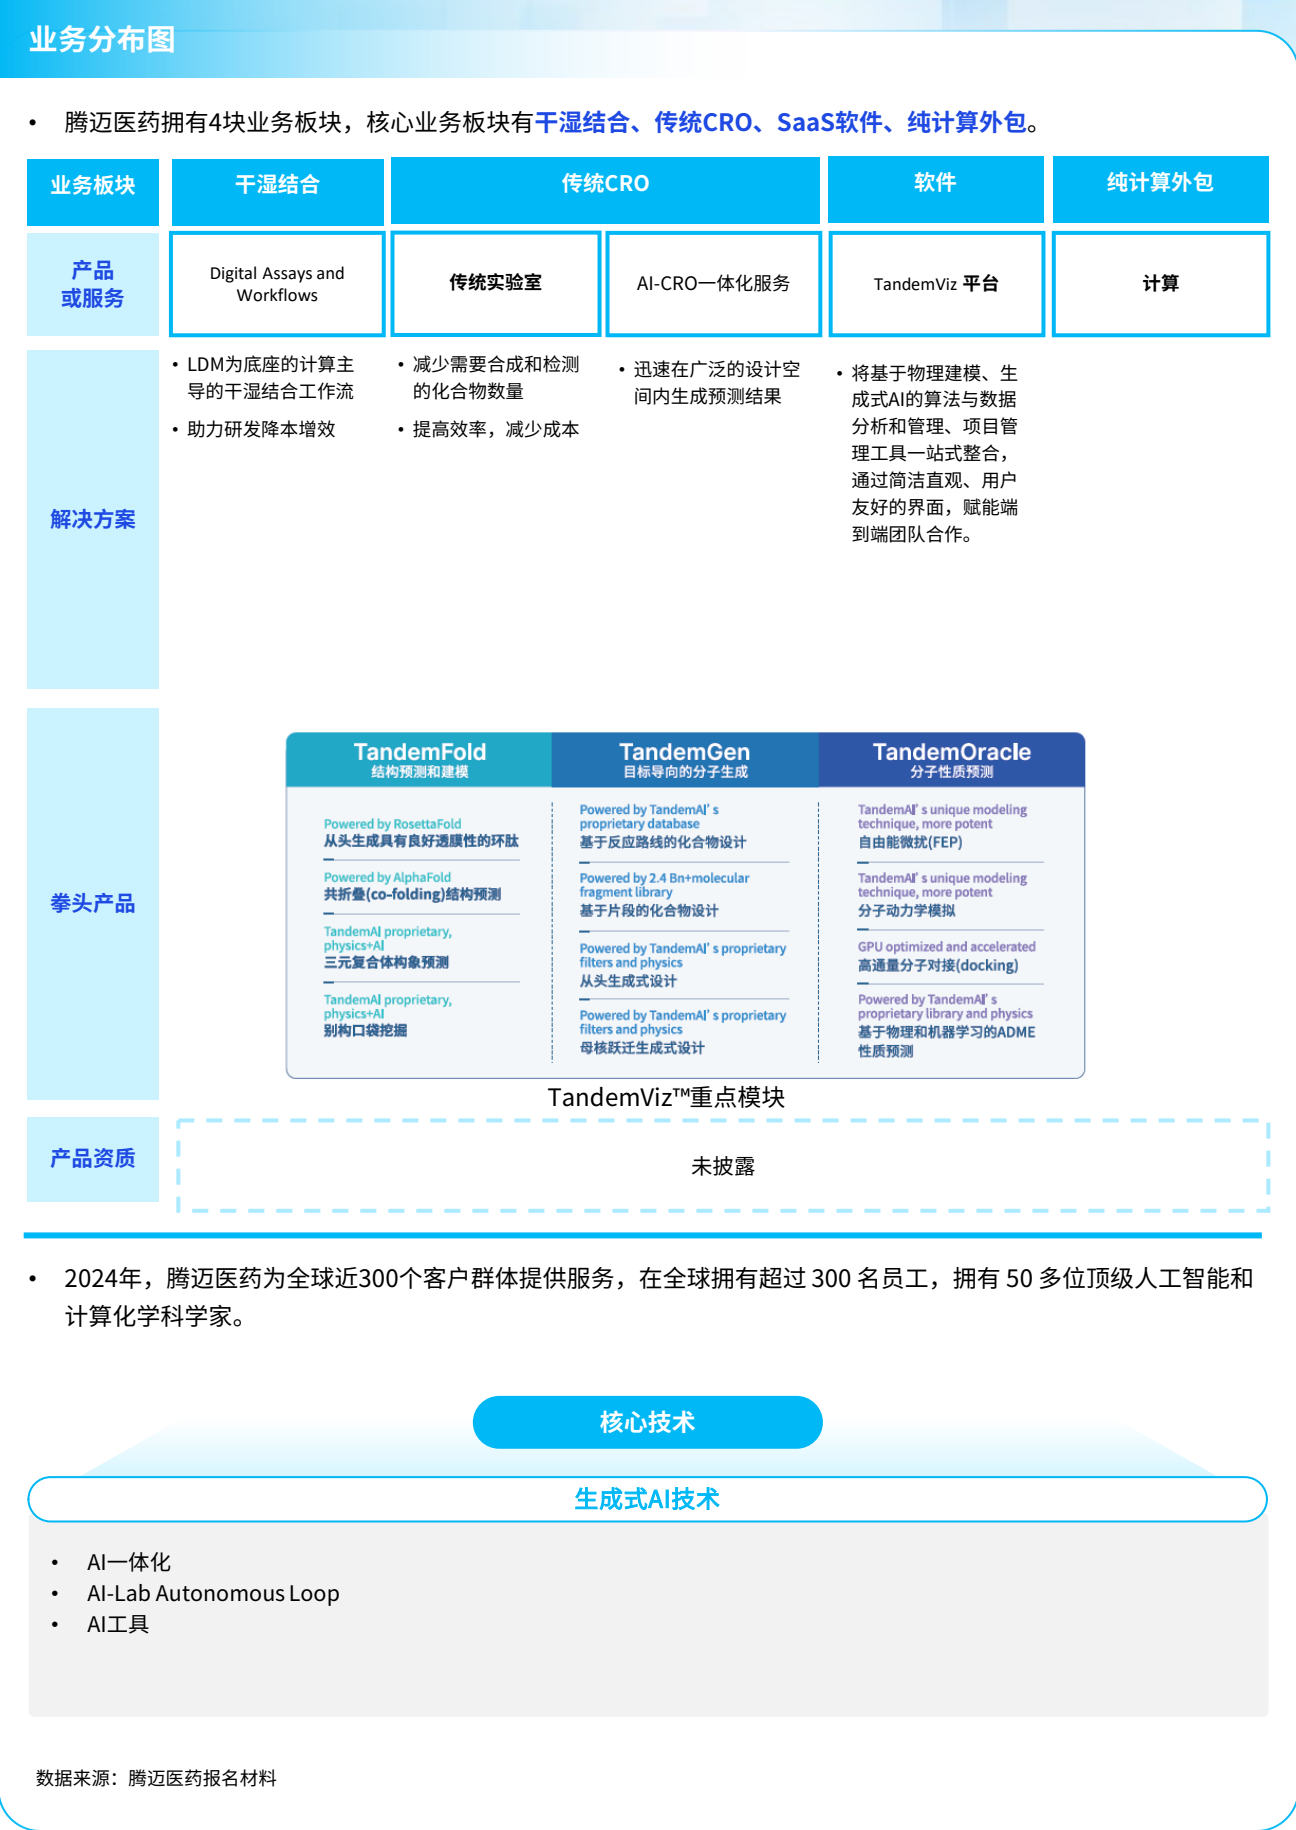 业务分布图
• 腾迈医药拥有4块业务板块，核心业务板块有干湿结合、传统CRO、SaaS软件、纯计算外包。
业务板块
干湿结合
传统CRO
软件
纯计算外包
产品
或服务
Digital Assays and
Workflows
传统实验室
AI-CRO一体化服务
TandemViz 平台
计算
解决方案
• LDM为底座的计算主
导的干湿结合工作流
• 助力研发降本增效
• 减少需要合成和检测
的化合物数量
• 提高效率，减少成本
• 迅速在广泛的设计空
间内生成预测结果
• 将基于物理建模、生
成式AI的算法与数据
分析和管理、项目管
理工具一站式整合，
通过简洁直观、用户
友好的界面，赋能端
到端团队合作。
拳头产品
TandemFold
结构预测和建模
Powered by RosettaFold
从头生成具有良好透膜性的环肽
Powered by AlphaFold
共折叠(co-folding)结构预测
TandemAI proprietary,
physics+AI
三元复合体构象预测
TandemAI proprietary,
physics+AI
别构口袋挖掘
TandemGen
目标导向的分子生成
Powered by TandemAI' s
proprietary database
基于反应路线的化合物设计
Powered by 2.4 Bn+molecular
fragment library
基于片段的化合物设计
Powered by TandemAI' s proprietary
filters and physics
从头生成式设计
Powered by TandemAI' s proprietary
filters and physics
母核跃迁生成式设计
TandemOracle
分子性质预测
TandemAI' s unique modeling
technique, more potent
自由能微扰(FEP)
TandemAI' s unique modeling
technique, more potent
分子动力学模拟
GPU optimized and accelerated
高通量分子对接(docking)
Powered by TandemAI' s
proprietary library and physics
基于物理和机器学习的ADME
性质预测
TandemViz™重点模块
产品资质
未披露
• 2024年，腾迈医药为全球近300个客户群体提供服务，在全球拥有超过 300 名员工，拥有 50 多位顶级人工智能和
计算化学科学家。
核心技术
生成式AI技术
• AI一体化
• AI-Lab Autonomous Loop
• AI工具
数据来源：腾迈医药报名材料